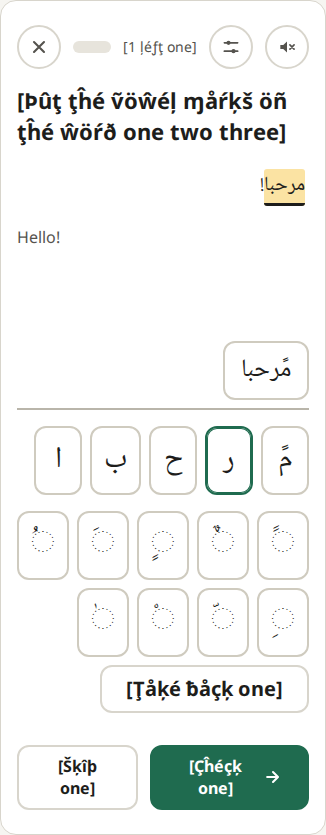 [1 ļéƒţ one]
[Þûţ ţĥé ṽöŵéļ ɱåŕķš öñ
ţĥé ŵöŕð one two three]
مرحبا!
Hello!
مًرحبا
مً ر ح ب ا
◌ً ◌ٌ ◌ٍ ◌َ ◌ُ
◌ِ ◌ّ ◌ْ ◌ٰ
[Ţåķé ƀåçķ one]
[Šķîþ
one]
[Çĥéçķ
one]